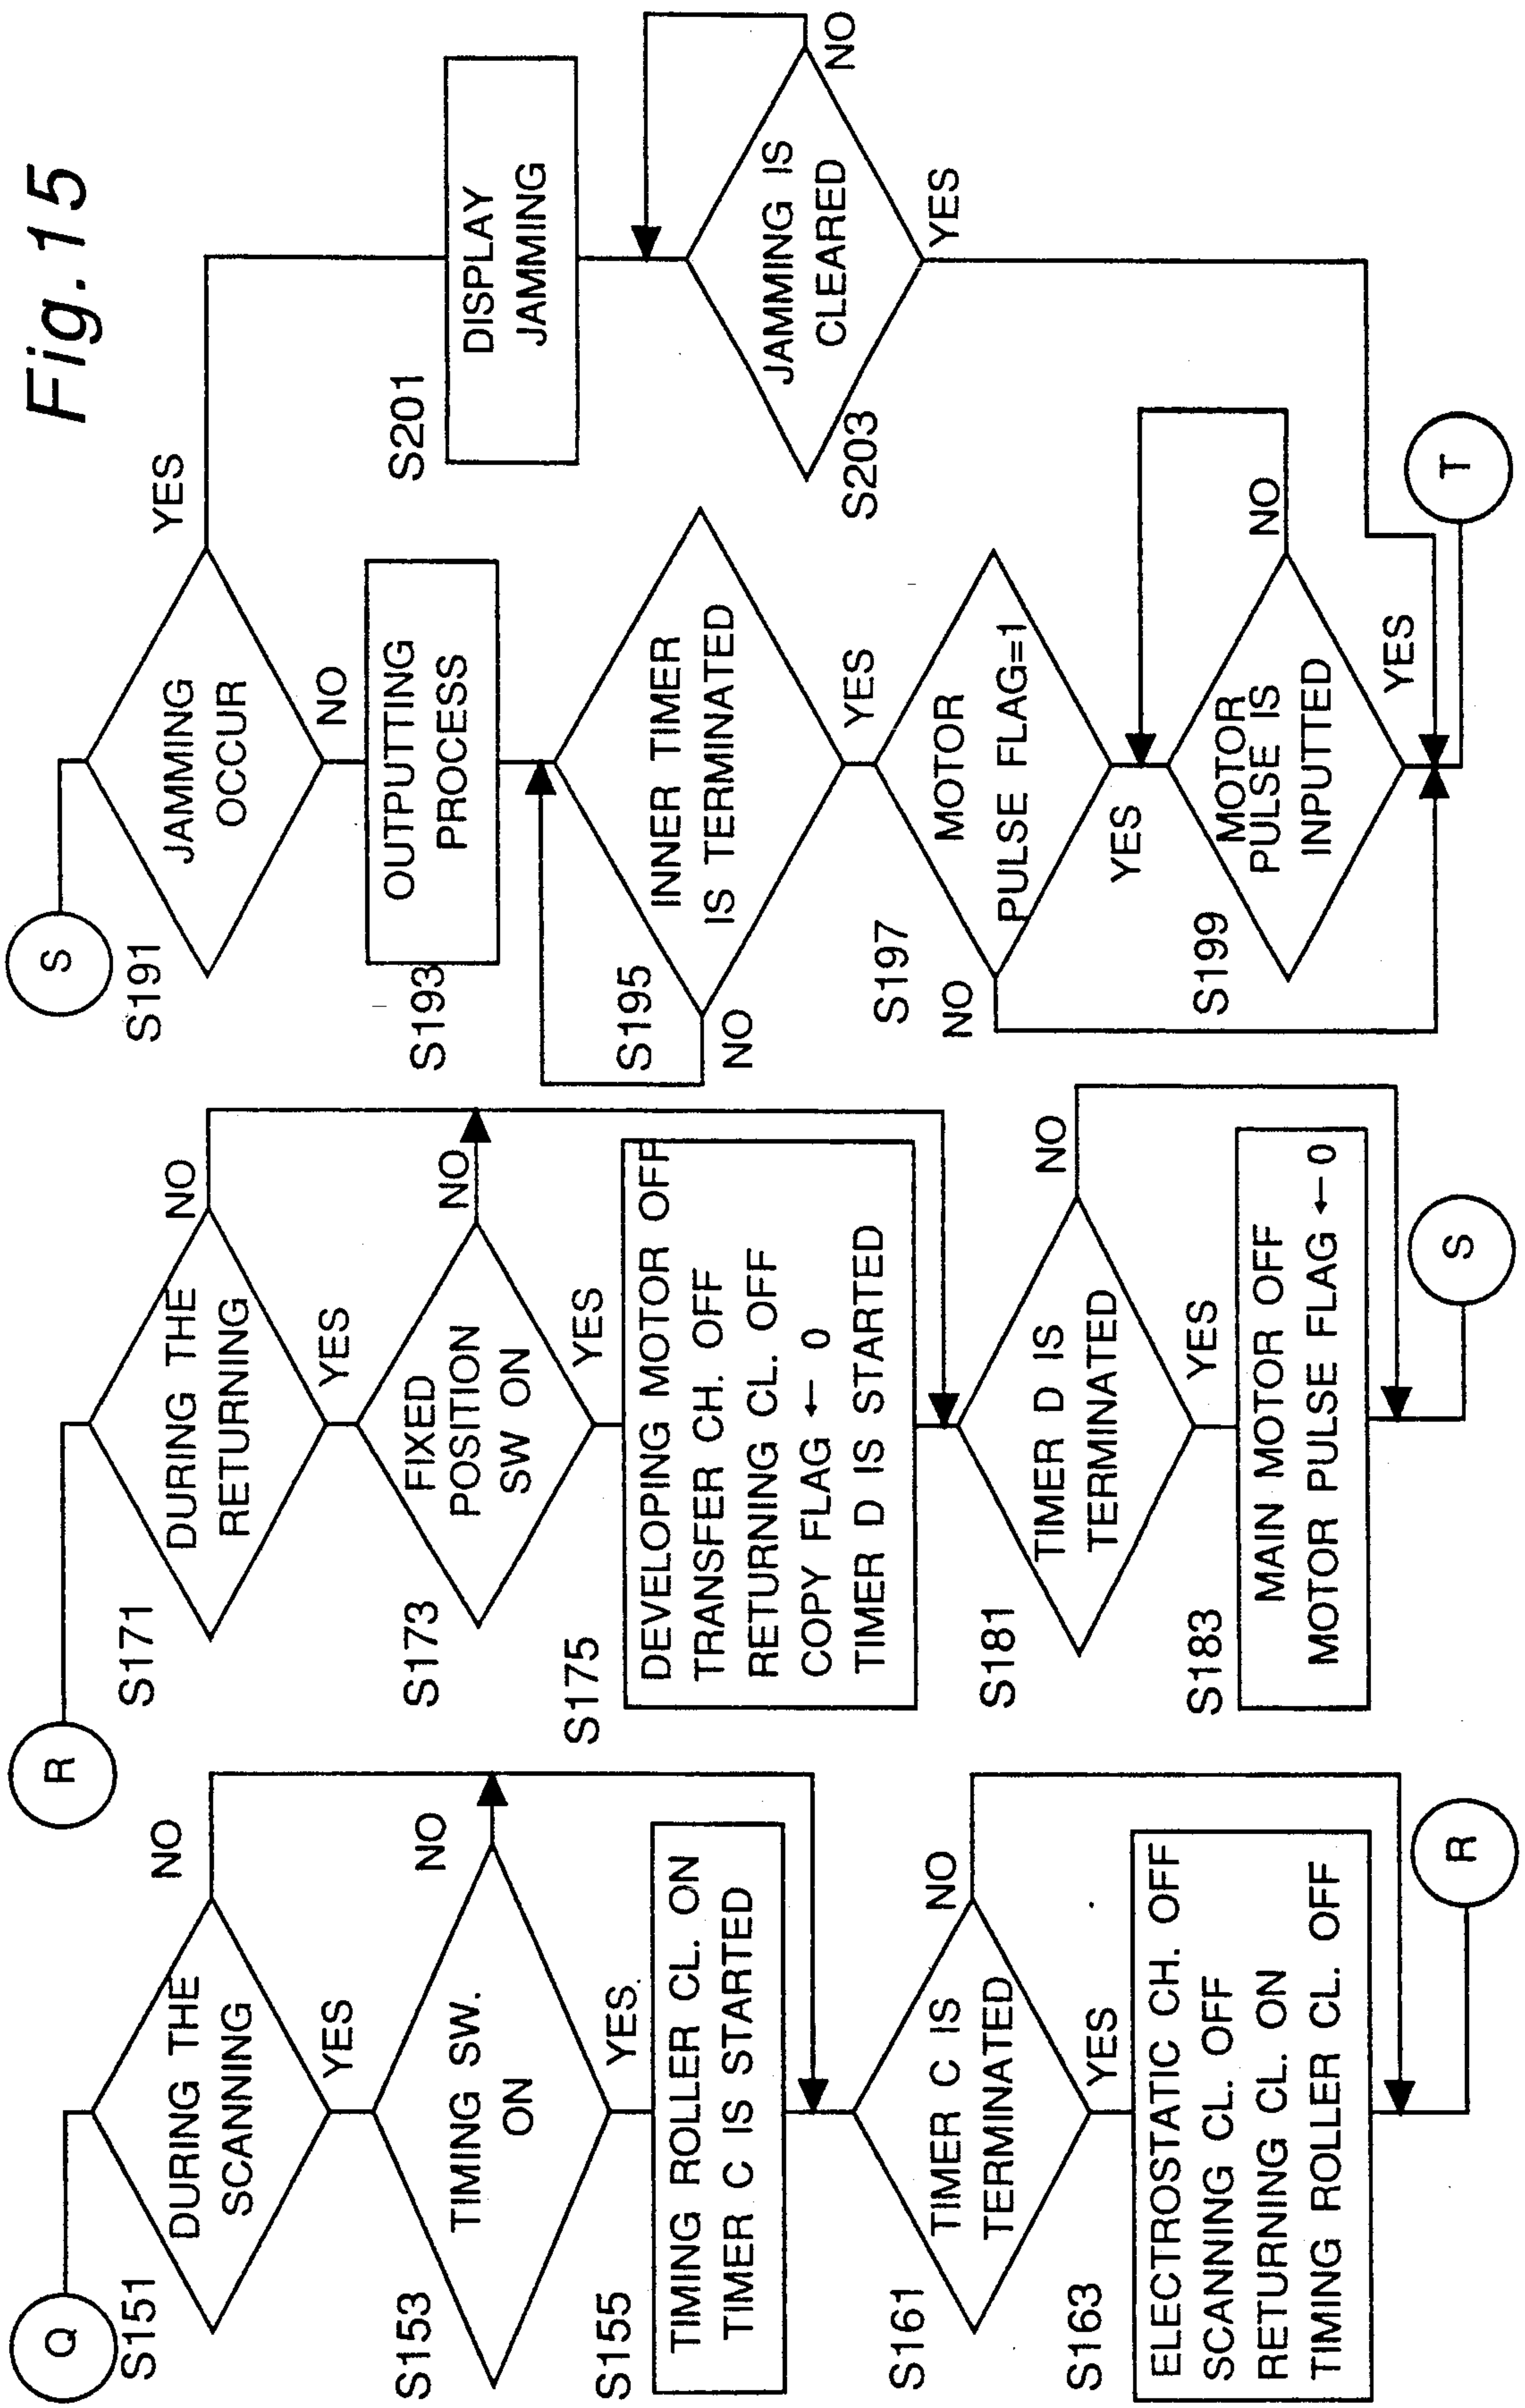 Fig.15
Q
S151
DURING THE
SCANNING
NO
YES
S153
TIMING SW.
ON
NO
YES
S155
TIMING ROLLER CL. ON
TIMER C IS STARTED
S161
TIMER C IS
TERMINATED
NO
YES
S163
ELECTROSTATIC CH. OFF
SCANNING CL. OFF
RETURNING CL. ON
TIMING ROLLER CL. OFF
R
R
S171
DURING THE
RETURNING
NO
YES
S173
FIXED
POSITION
SW ON
NO
YES
S175
DEVELOPING MOTOR OFF
TRANSFER CH. OFF
RETURNING CL. OFF
COPY FLAG ← 0
TIMER D IS STARTED
S181
TIMER D IS
TERMINATED
NO
YES
S183
MAIN MOTOR OFF
MOTOR PULSE FLAG ← 0
S
S
S191
JAMMING
OCCUR
YES
NO
S193
OUTPUTTING
PROCESS
S195
INNER TIMER
IS TERMINATED
NO
YES
S197
MOTOR
PULSE FLAG=1
NO
YES
S199
MOTOR
PULSE IS
INPUTTED
NO
YES
S201
DISPLAY
JAMMING
S203
JAMMING IS
CLEARED
NO
YES
T